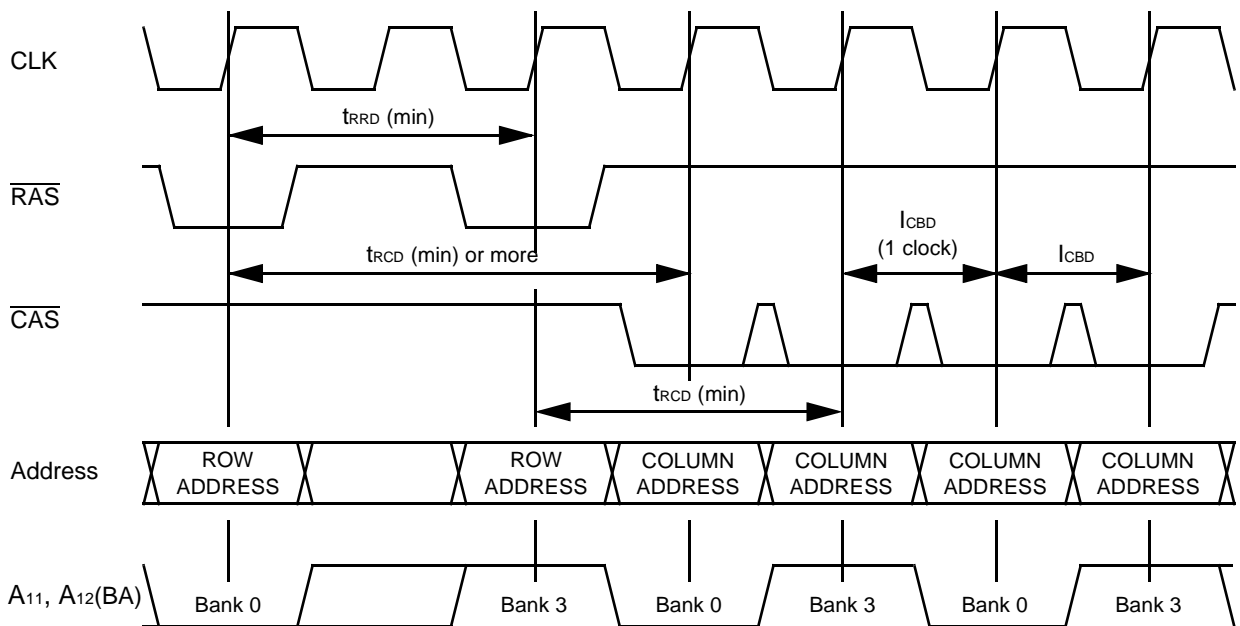 CLK
tRRD (min)
RAS
ICBD
(1 clock)
tRCD (min) or more
ICBD
CAS
tRCD (min)
Address
ROW
ADDRESS
ROW
ADDRESS
COLUMN
ADDRESS
COLUMN
ADDRESS
COLUMN
ADDRESS
COLUMN
ADDRESS
A11, A12(BA)
Bank 0
Bank 3
Bank 0
Bank 3
Bank 0
Bank 3